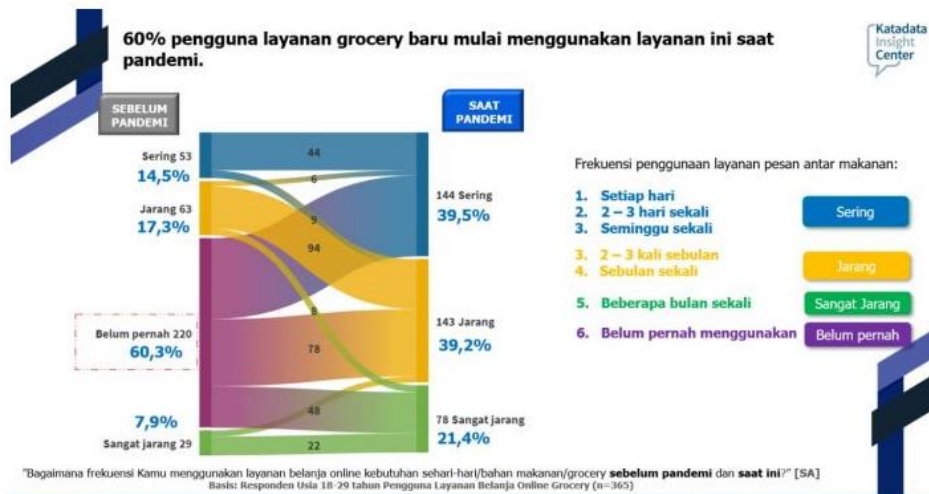 60% pengguna layanan grocery baru mulai menggunakan layanan ini saat
pandemi.
Katadata
Insight
Center
SEBELUM
PANDEMI
SAAT
PANDEMI
Sering 53
14,5%
Jarang 63
17,3%
Belum pernah 220
60,3%
7,9%
Sangat jarang 29
44
6
9
94
8
78
48
22
144 Sering
39,5%
143 Jarang
39,2%
78 Sangat jarang
21,4%
Frekuensi penggunaan layanan pesan antar makanan:
1. Setiap hari
2. 2 – 3 hari sekali
3. Seminggu sekali
Sering
3. 2 – 3 kali sebulan
4. Sebulan sekali
Jarang
5. Beberapa bulan sekali
Sangat Jarang
6. Belum pernah menggunakan
Belum pernah
"Bagaimana frekuensi Kamu menggunakan layanan belanja online kebutuhan sehari-hari/bahan makanan/grocery sebelum pandemi dan saat ini?" [SA]
Basis: Responden Usia 18-29 tahun Pengguna Layanan Belanja Online Grocery (n=365)